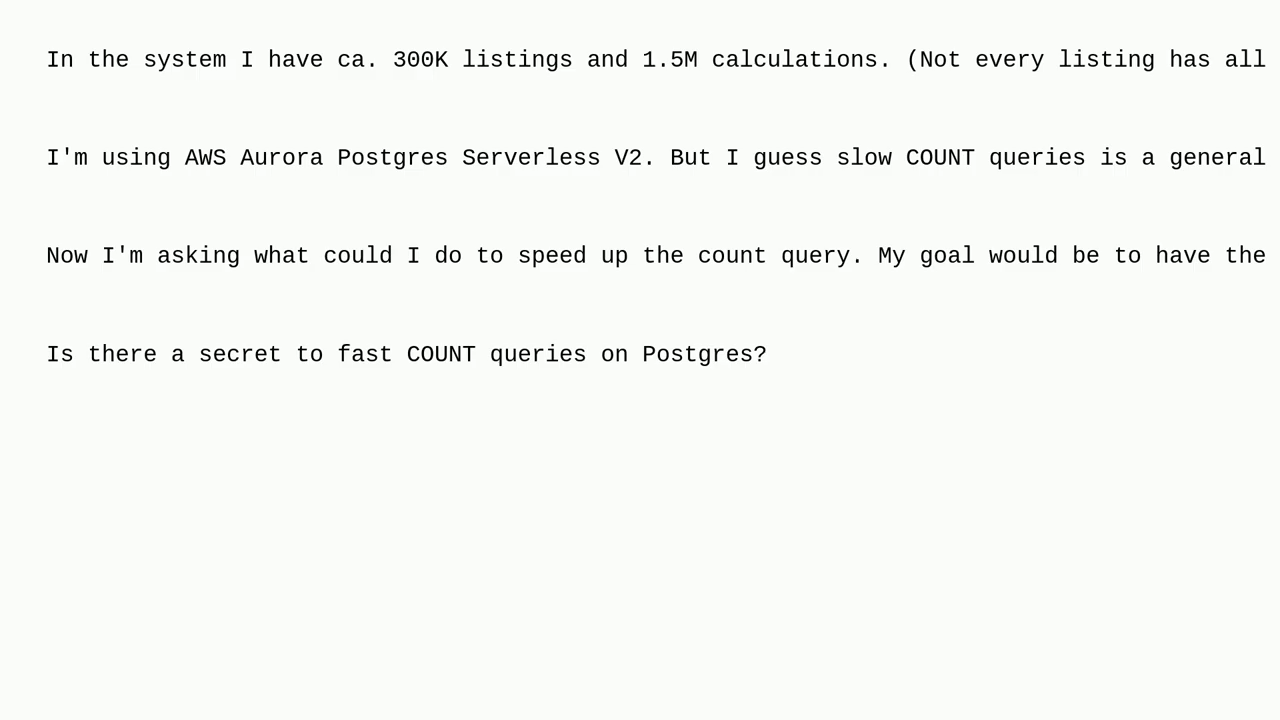 In the system I have ca. 300K listings and 1.5M calculations. (Not every listing has all
I'm using AWS Aurora Postgres Serverless V2. But I guess slow COUNT queries is a general
Now I'm asking what could I do to speed up the count query. My goal would be to have the
Is there a secret to fast COUNT queries on Postgres?